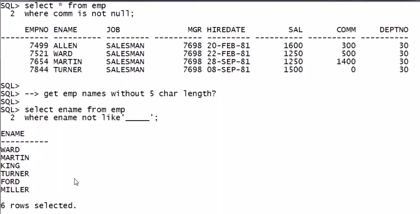 SQL> select * from emp
2 where comm is not null;
EMPNO ENAME JOB MGR HIREDATE SAL COMM DEPTNO
---------- ---------- --------- ---------- --------- ---------- ---------- ----------
7499 ALLEN SALESMAN 7698 20-FEB-81 1600 300 30
7521 WARD SALESMAN 7698 22-FEB-81 1250 500 30
7654 MARTIN SALESMAN 7698 28-SEP-81 1250 1400 30
7844 TURNER SALESMAN 7698 08-SEP-81 1500 0 30
SQL>
SQL> --> get emp names without 5 char length?
SQL>
SQL> select ename from emp
2 where ename not like'_____';
ENAME
----------
WARD
MARTIN
KING
TURNER
FORD
MILLER
6 rows selected.